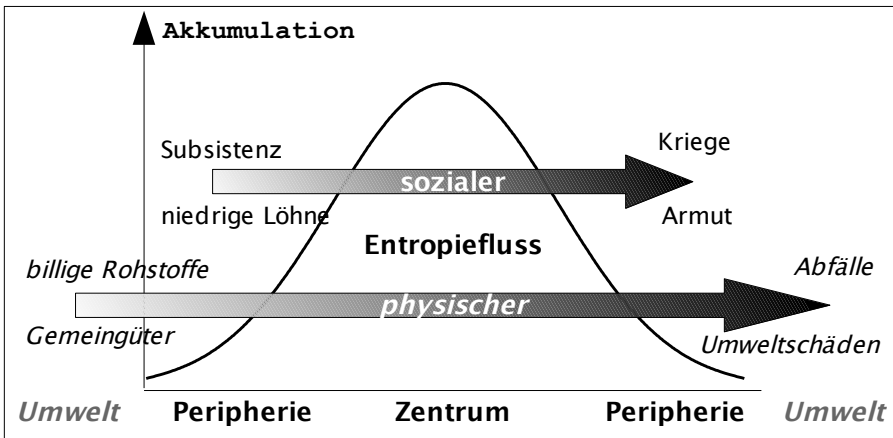 Akkumulation
Subsistenz
Kriege
sozialer
niedrige Löhne
Armut
Entropiefluss
billige Rohstoffe
Abfälle
physischer
Gemeingüter
Umweltschäden
Umwelt Peripherie Zentrum Peripherie Umwelt